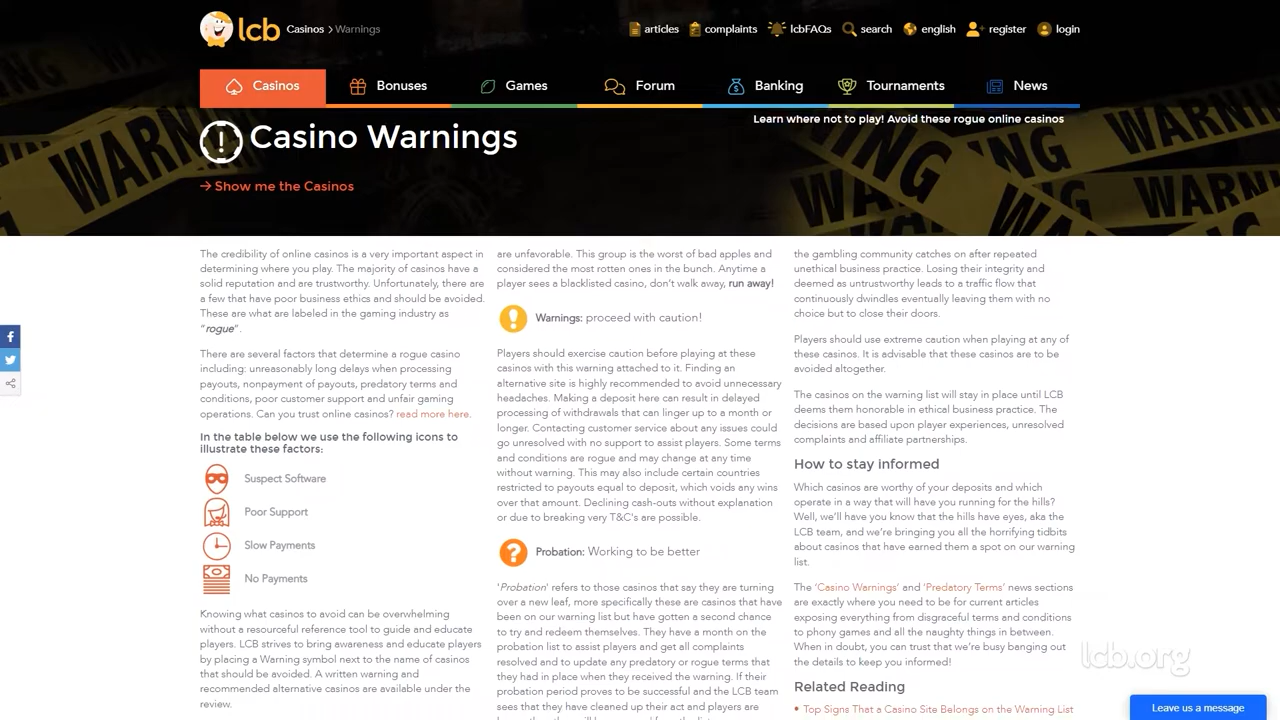 lcb Casinos > Warnings
articles complaints lcbFAQs search english register login
Casinos Bonuses Games Forum Banking Tournaments News
Learn where not to play! Avoid these rogue online casinos
Casino Warnings
→ Show me the Casinos
WARNING WARNING
WARNING WARNING
The credibility of online casinos is a very important aspect in
determining where you play. The majority of casinos have a
solid reputation and are trustworthy. Unfortunately, there are
a few that have poor business ethics and should be avoided.
These are what are labeled in the gaming industry as
"rogue".
There are several factors that determine a rogue casino
including: unreasonably long delays when processing
payouts, nonpayment of payouts, predatory terms and
conditions, poor customer support and unfair gaming
operations. Can you trust online casinos? read more here.
In the table below we use the following icons to
illustrate these factors:
Suspect Software
Poor Support
Slow Payments
No Payments
Knowing what casinos to avoid can be overwhelming
without a resourceful reference tool to guide and educate
players. LCB strives to bring awareness and educate players
by placing a Warning symbol next to the name of casinos
that should be avoided. A written warning and
recommended alternative casinos are available under the
review.
are unfavorable. This group is the worst of bad apples and
considered the most rotten ones in the bunch. Anytime a
player sees a blacklisted casino, don't walk away, run away!
Warnings: proceed with caution!
Players should exercise caution before playing at these
casinos with this warning attached to it. Finding an
alternative site is highly recommended to avoid unnecessary
headaches. Making a deposit here can result in delayed
processing of withdrawals that can linger up to a month or
longer. Contacting customer service about any issues could
go unresolved with no support to assist players. Some terms
and conditions are rogue and may change at any time
without warning. This may also include certain countries
restricted to payouts equal to deposit, which voids any wins
over that amount. Declining cash-outs without explanation
or due to breaking very T&C's are possible.
Probation: Working to be better
'Probation' refers to those casinos that say they are turning
over a new leaf, more specifically these are casinos that have
been on our warning list but have gotten a second chance
to try and redeem themselves. They have a month on the
probation list to assist players and get all complaints
resolved and to update any predatory or rogue terms that
they had in place when they received the warning. If their
probation period proves to be successful and the LCB team
sees that they have cleaned up their act and players are
the gambling community catches on after repeated
unethical business practice. Losing their integrity and
deemed as untrustworthy leads to a traffic flow that
continuously dwindles eventually leaving them with no
choice but to close their doors.
Players should use extreme caution when playing at any of
these casinos. It is advisable that these casinos are to be
avoided altogether.
The casinos on the warning list will stay in place until LCB
deems them honorable in ethical business practice. The
decisions are based upon player experiences, unresolved
complaints and affiliate partnerships.
How to stay informed
Which casinos are worthy of your deposits and which
operate in a way that will have you running for the hills?
Well, we'll have you know that the hills have eyes, aka the
LCB team, and we're bringing you all the horrifying tidbits
about casinos that have earned them a spot on our warning
list.
The 'Casino Warnings' and 'Predatory Terms' news sections
are exactly where you need to be for current articles
exposing everything from disgraceful terms and conditions
to phony games and all the naughty things in between.
When in doubt, you can trust that we're busy banging out
the details to keep you informed!
Related Reading
• Top Signs That a Casino Site Belongs on the Warning List
lcb.org
Leave us a message